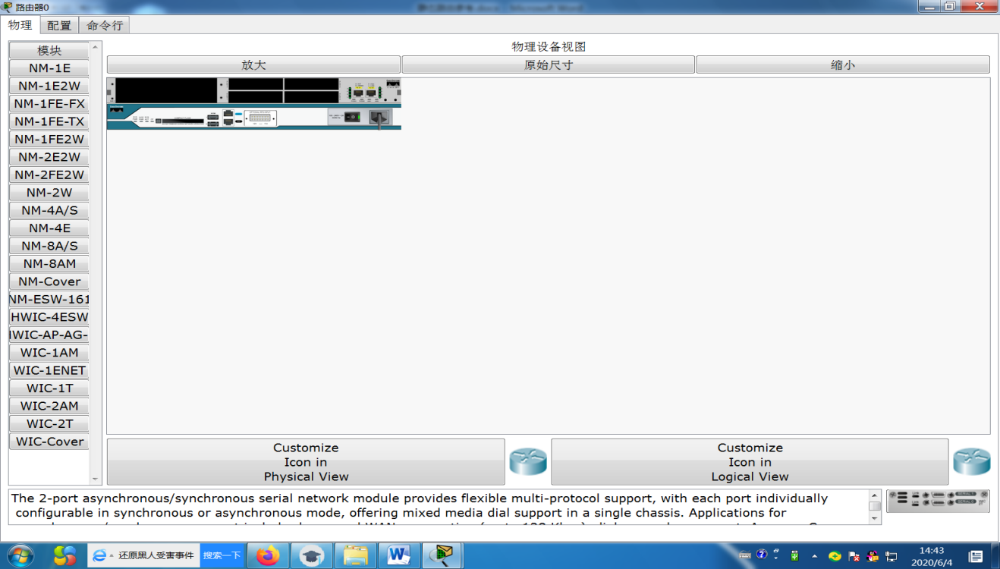 路由器0
物理
配置
命令行
模块
NM-1E
NM-1E2W
NM-1FE-FX
NM-1FE-TX
NM-1FE2W
NM-2E2W
NM-2FE2W
NM-2W
NM-4A/S
NM-4E
NM-8A/S
NM-8AM
NM-Cover
NM-ESW-161
HWIC-4ESW
WIC-AP-AG-
WIC-1AM
WIC-1ENET
WIC-1T
WIC-2AM
WIC-2T
WIC-Cover
物理设备视图
放大
原始尺寸
缩小
Customize
Icon in
Physical View
Customize
Icon in
Logical View
The 2-port asynchronous/synchronous serial network module provides flexible multi-protocol support, with each port individually
configurable in synchronous or asynchronous mode, offering mixed media dial support in a single chassis. Applications for
还原黑人受害事件
搜索一下
14:43
2020/6/4